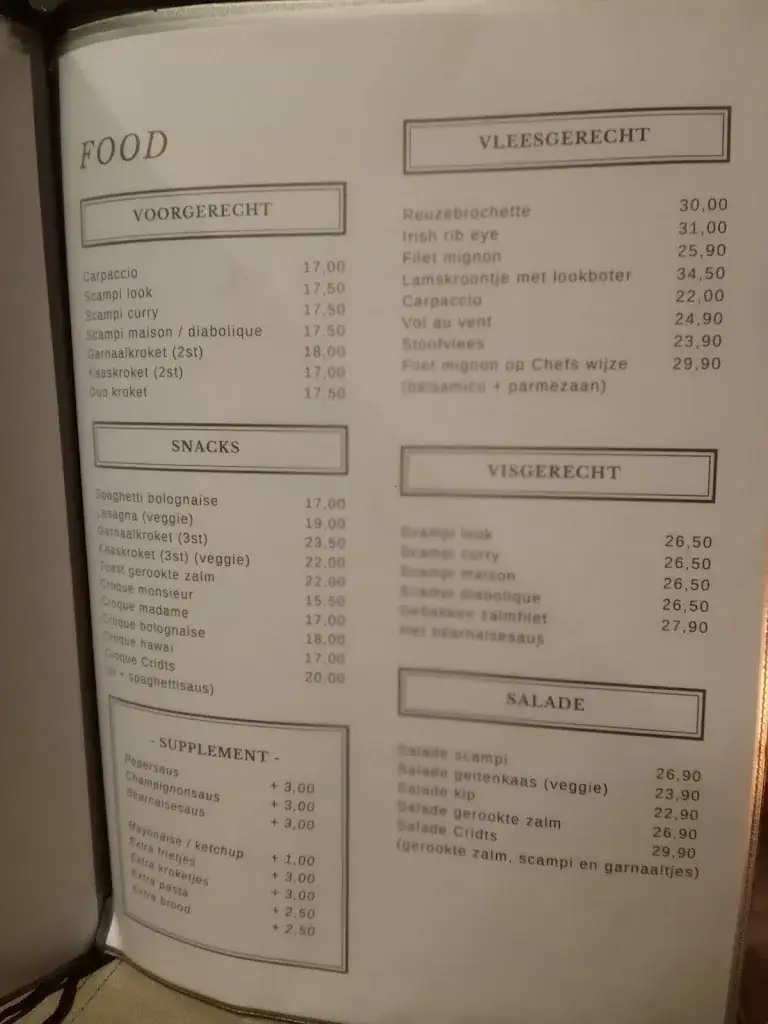 FOOD
VOORGERECHT
Carpaccio 17,00
Scampi look 17,50
Scampi curry 17,50
Scampi maison / diabolique 17,50
Garnaalkroket (2st) 18,00
Kaaskroket (2st) 17,00
Duo kroket 17,50
SNACKS
Spaghetti bolognaise 17,00
Lasagna (veggie) 19,00
Garnaalkroket (3st) 23,50
Kaaskroket (3st) (veggie) 22,00
Toast gerookte zalm 22,00
Croque monsieur 15,50
Croque madame 17,00
Croque bolognaise 18,00
Croque hawai 17,00
Croque Cridts 20,00
+ spaghettisaus)
- SUPPLEMENT -
Pepersaus + 3,00
Champignonsaus + 3,00
Bearnaisesaus + 3,00
Mayonaise / ketchup + 1,00
Extra frietjes + 3,00
Extra kroketjes + 3,00
Extra pasta + 2,50
Extra brood + 2,50
VLEESGERECHT
Reuzebrochette 30,00
Irish rib eye 31,00
Filet mignon 25,90
Lamskroontje met lookboter 34,50
Carpaccio 22,00
Vol au vent 24,90
Stoofvlees 23,90
Filet mignon op Chefs wijze 29,90
(balsamico + parmezaan)
VISGERECHT
Scampi look 26,50
Scampi curry 26,50
Scampi maison 26,50
Scampi diabolique 26,50
Gebakken zalmfilet 27,90
met bearnaisesaus
SALADE
Salade scampi 26,90
Salade geitenkaas (veggie) 23,90
Salade kip 22,90
Salade gerookte zalm 26,90
Salade Cridts 29,90
(gerookte zalm, scampi en garnaaltjes)